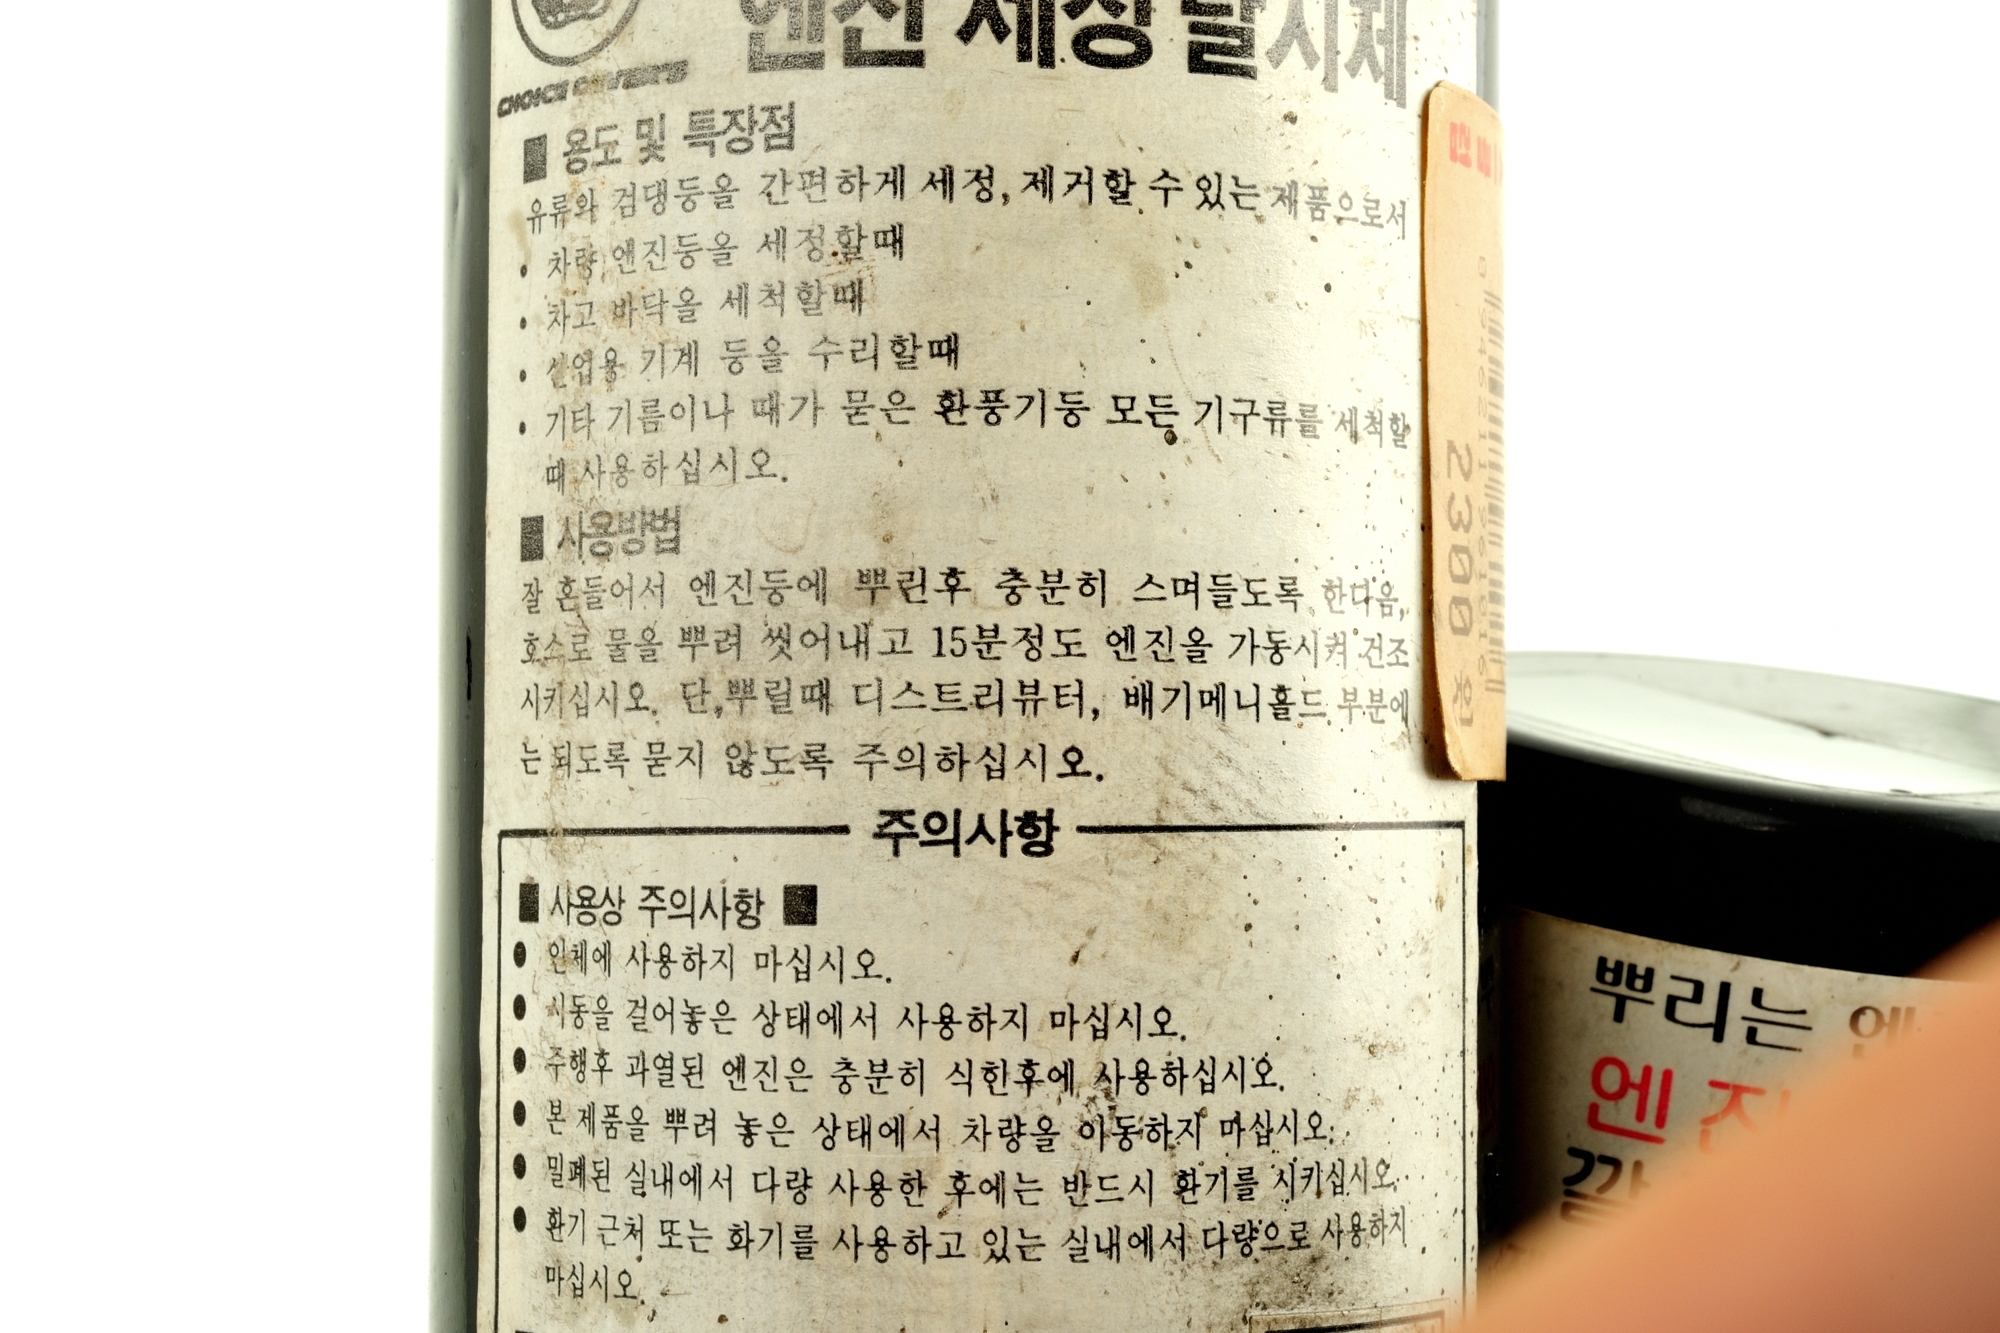 엔진 세정 탈지제
CHOICE
■ 용도 및 특장점
유류와 검댕등을 간편하게 세정, 제거할 수 있는 제품으로서
• 차량 엔진등을 세정할때
• 차고 바닥을 세척할때
• 산업용 기계 등을 수리할때
• 기타 기름이나 때가 묻은 환풍기등 모든 기구류를 세척할
때 사용하십시오.
■ 사용방법
잘 흔들어서 엔진등에 뿌린후 충분히 스며들도록 한다음,
호스로 물을 뿌려 씻어내고 15분정도 엔진을 가동시켜 건조
시키십시오. 단,뿌릴때 디스트리뷰터, 배기메니홀드 부분에
는 되도록 묻지 않도록 주의하십시오.
주의사항
■ 사용상 주의사항 ■
● 인체에 사용하지 마십시오.
● 시동을 걸어놓은 상태에서 사용하지 마십시오.
● 주행후 과열된 엔진은 충분히 식힌후에 사용하십시오.
● 본 제품을 뿌려 놓은 상태에서 차량을 이동하지 마십시오.
● 밀폐된 실내에서 다량 사용한 후에는 반드시 환기를 시키십시오.
● 환기 근처 또는 화기를 사용하고 있는 실내에서 다량으로 사용하지
마십시오.
2300 원
뿌리는 엔
엔진